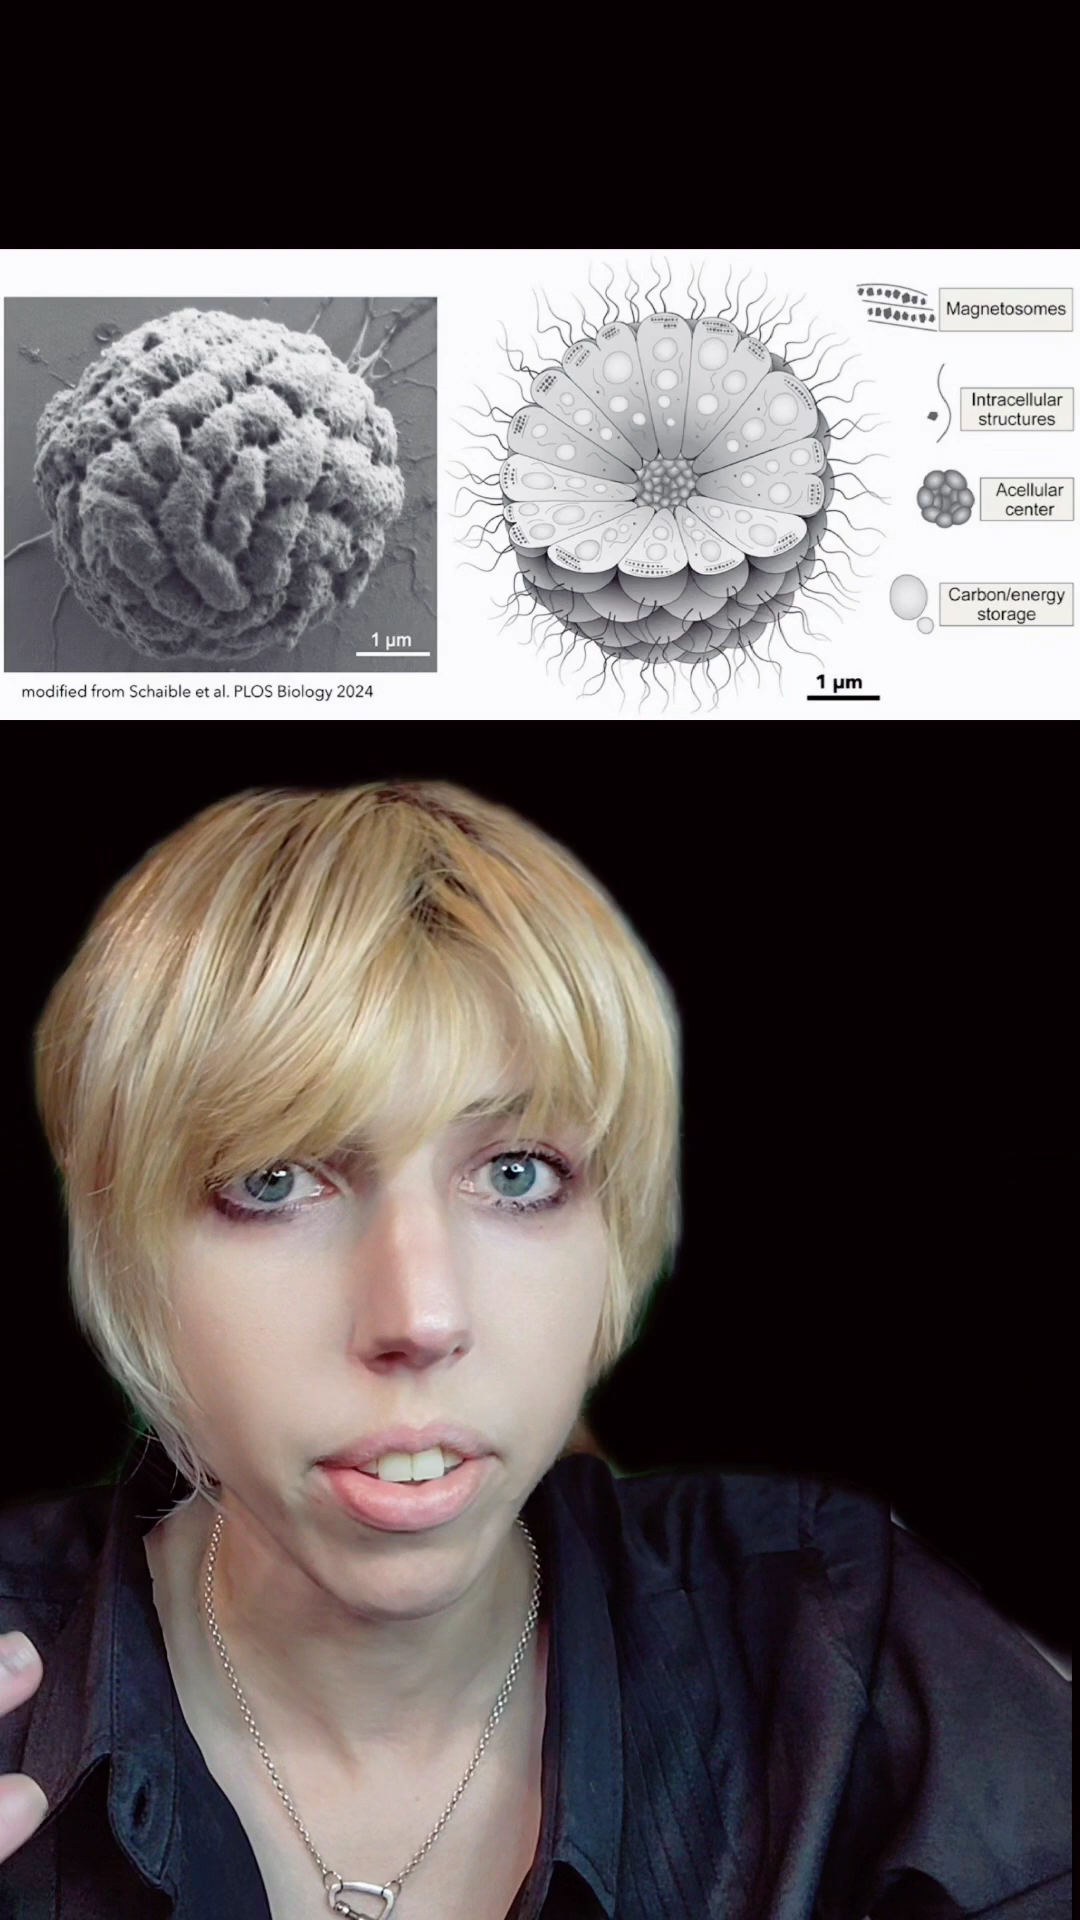 1 μm
modified from Schaible et al. PLOS Biology 2024
1 μm
Magnetosomes
Intracellular
structures
Acellular
center
Carbon/energy
storage